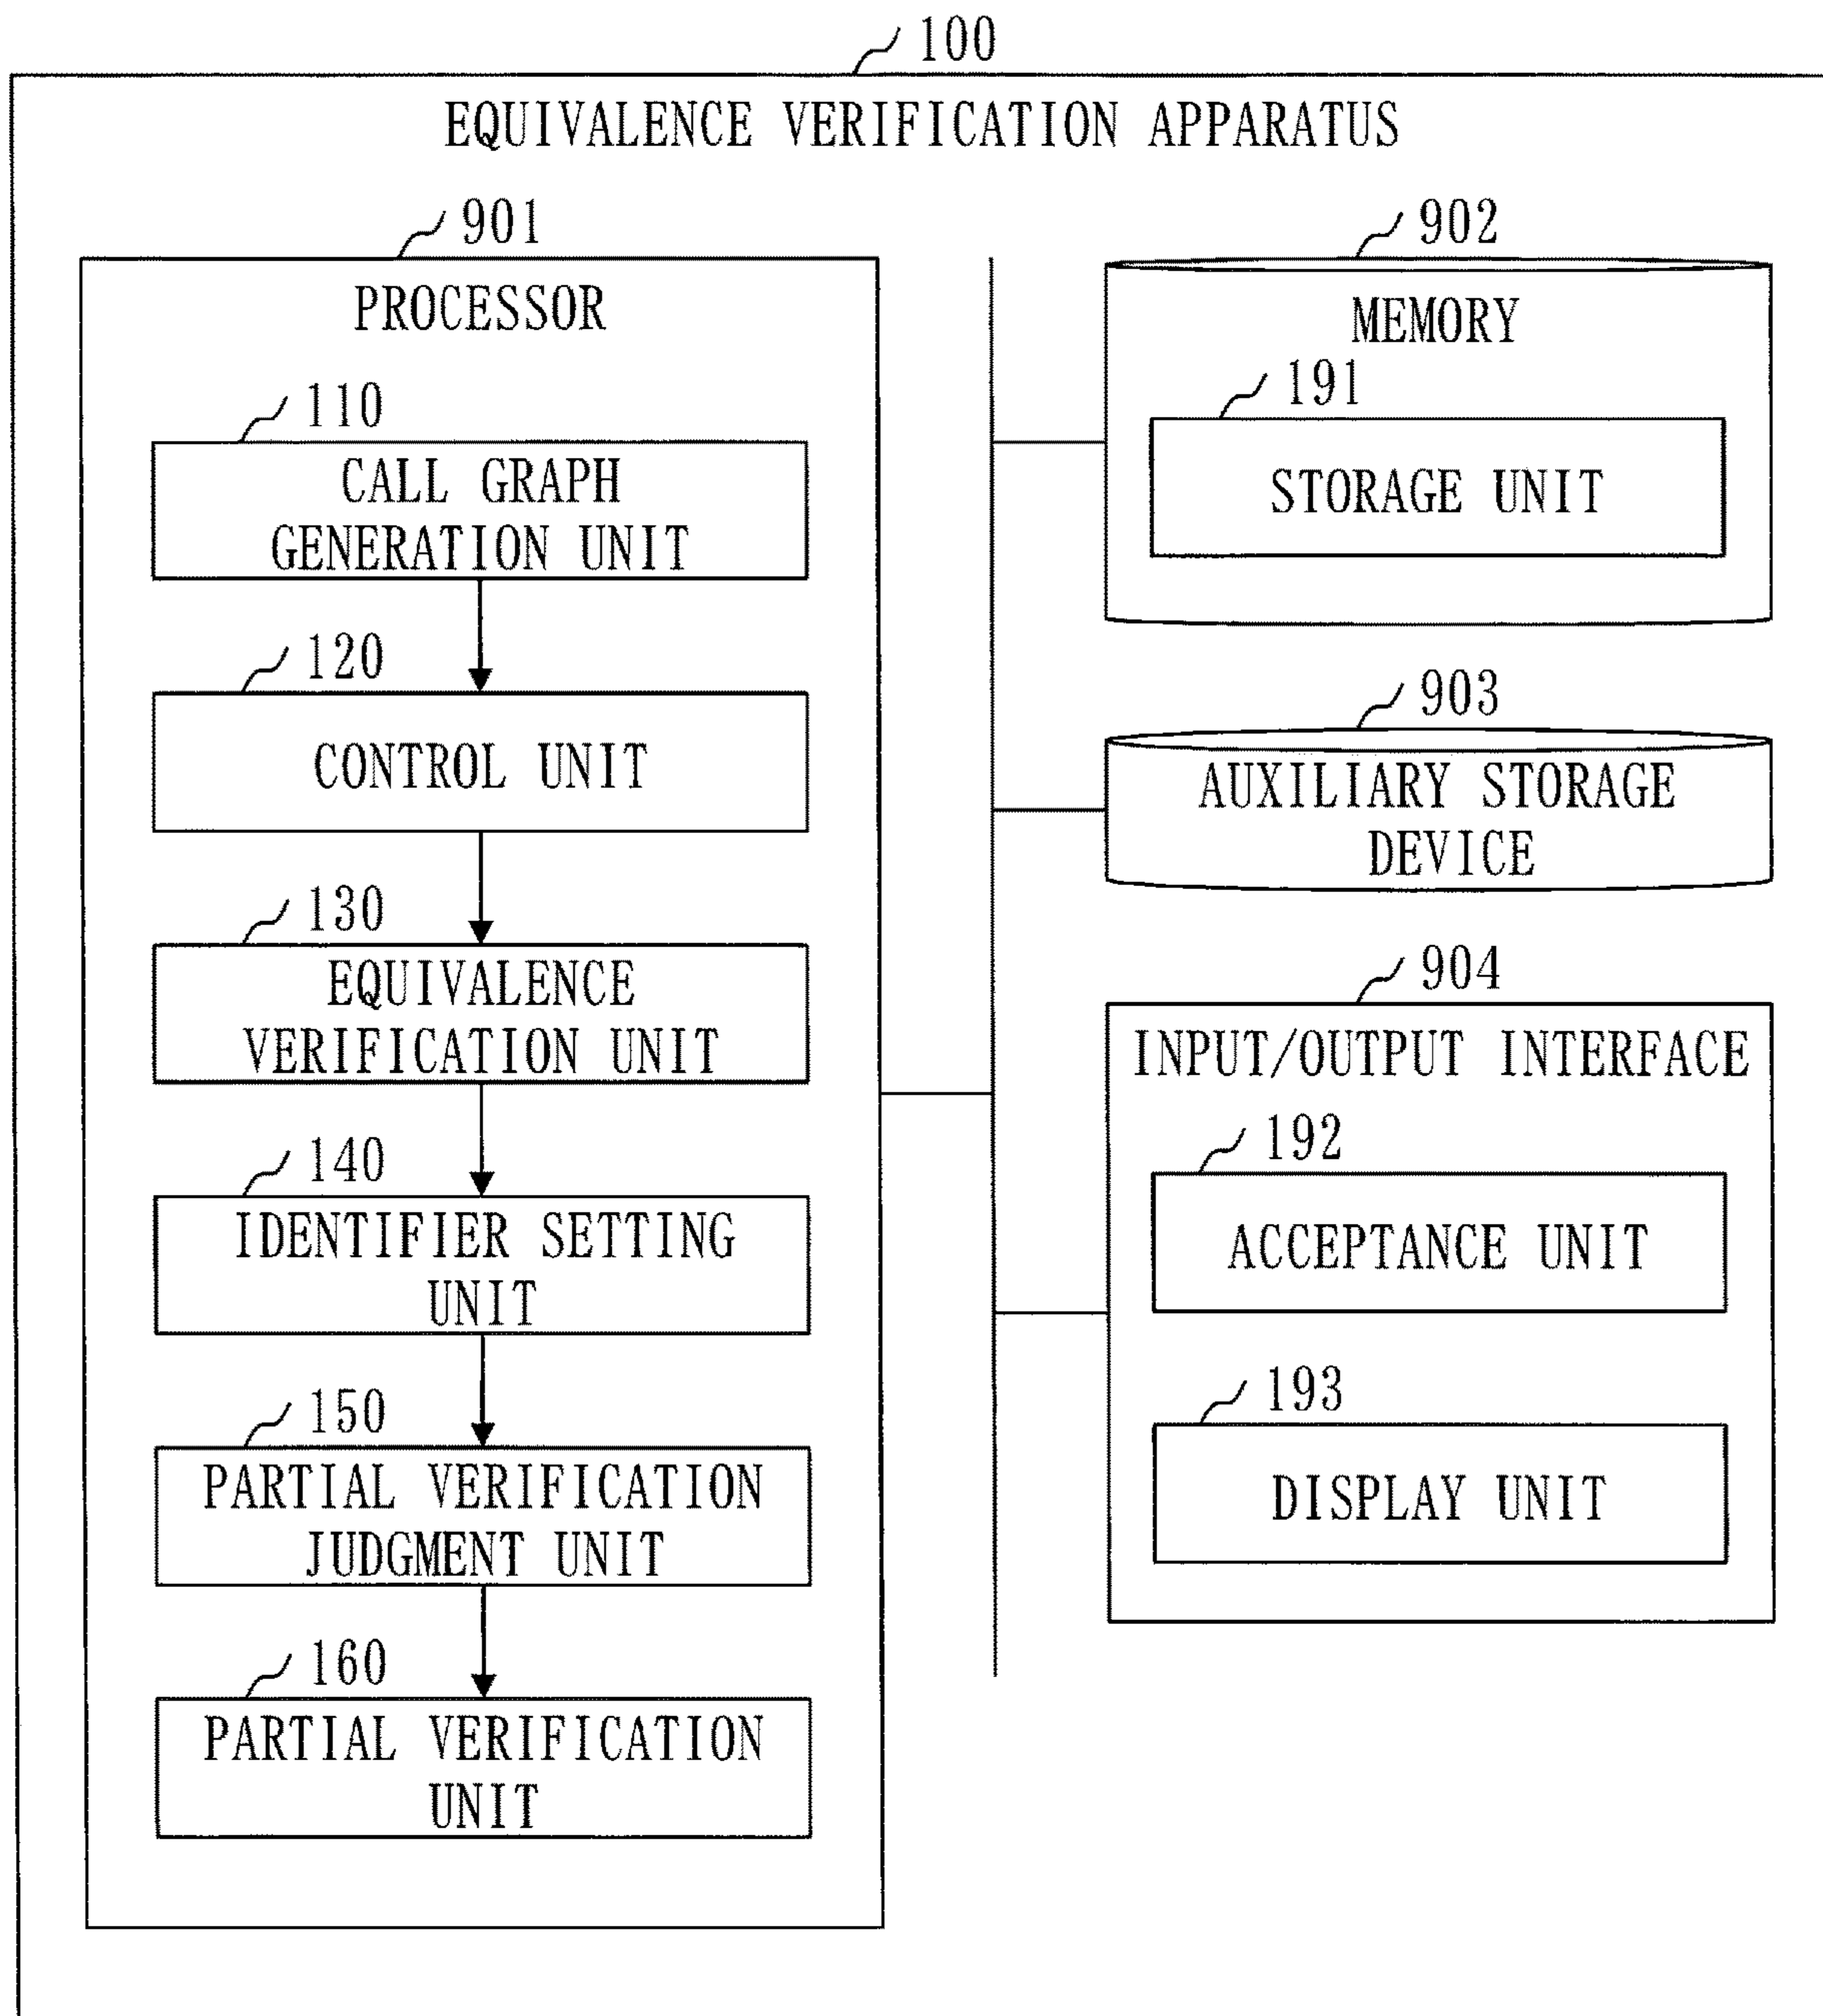 100
EQUIVALENCE VERIFICATION APPARATUS
901
PROCESSOR
110
CALL GRAPH
GENERATION UNIT
120
CONTROL UNIT
130
EQUIVALENCE
VERIFICATION UNIT
140
IDENTIFIER SETTING
UNIT
150
PARTIAL VERIFICATION
JUDGMENT UNIT
160
PARTIAL VERIFICATION
UNIT
902
MEMORY
191
STORAGE UNIT
903
AUXILIARY STORAGE
DEVICE
904
INPUT/OUTPUT INTERFACE
192
ACCEPTANCE UNIT
193
DISPLAY UNIT